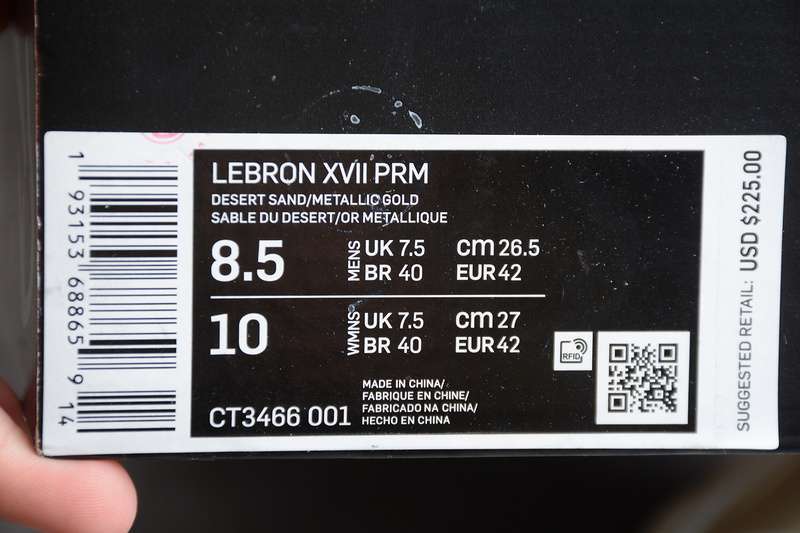 LEBRON XVII PRM
DESERT SAND/METALLIC GOLD
SABLE DU DESERT/OR METALLIQUE
8.5 MENS UK 7.5 cm 26.5
BR 40 EUR 42
10 WMNS UK 7.5 cm 27
BR 40 EUR 42
CT3466 001
MADE IN CHINA/
FABRIQUE EN CHINE/
FABRICADO NA CHINA/
HECHO EN CHINA
RFID
SUGGESTED RETAIL: USD $225.00
1 93153 68865 9 14